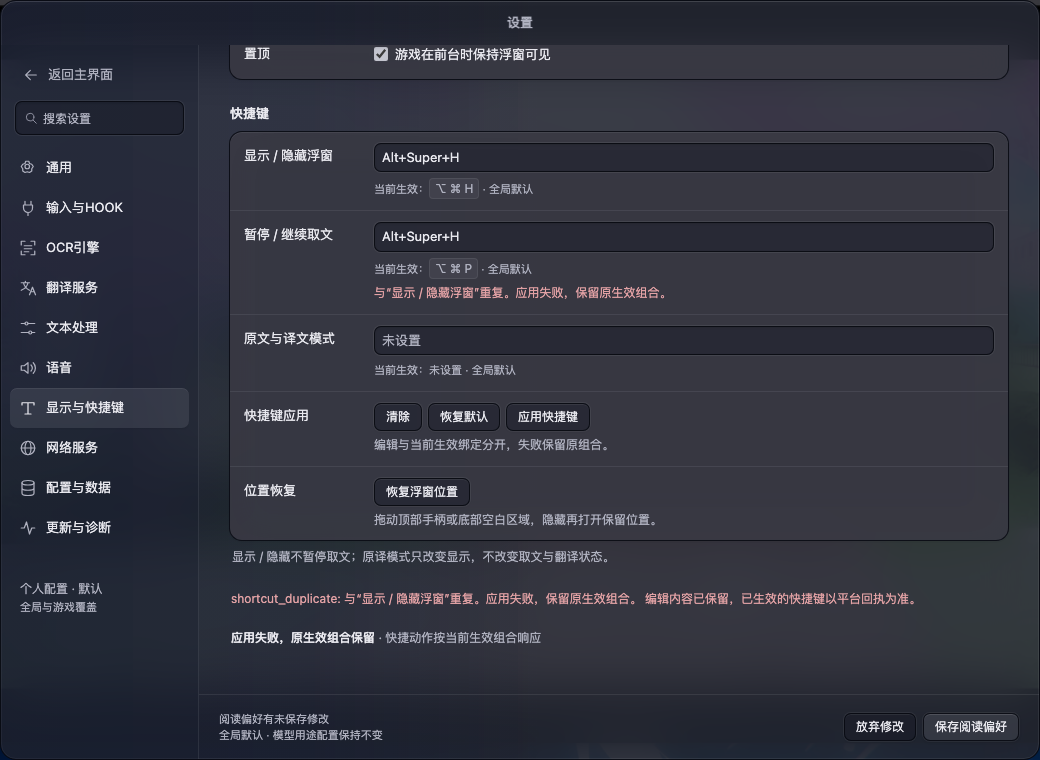 设置
返回主界面
搜索设置
通用
输入与HOOK
OCR引擎
翻译服务
文本处理
语音
显示与快捷键
网络服务
配置与数据
更新与诊断
个人配置 · 默认
全局与游戏覆盖
置顶
游戏在前台时保持浮窗可见
快捷键
显示 / 隐藏浮窗
Alt+Super+H
当前生效： ⌥ ⌘ H · 全局默认
暂停 / 继续取文
Alt+Super+H
当前生效： ⌥ ⌘ P · 全局默认
与“显示 / 隐藏浮窗”重复。应用失败，保留原生效组合。
原文与译文模式
未设置
当前生效：未设置 · 全局默认
快捷键应用
清除 恢复默认 应用快捷键
编辑与当前生效绑定分开，失败保留原组合。
位置恢复
恢复浮窗位置
拖动顶部手柄或底部空白区域，隐藏再打开保留位置。
显示 / 隐藏不暂停取文；原译模式只改变显示，不改变取文与翻译状态。
shortcut_duplicate: 与“显示 / 隐藏浮窗”重复。应用失败，保留原生效组合。 编辑内容已保留，已生效的快捷键以平台回执为准。
应用失败，原生效组合保留 · 快捷动作按当前生效组合响应
阅读偏好有未保存修改
全局默认 · 模型用途配置保持不变
放弃修改 保存阅读偏好